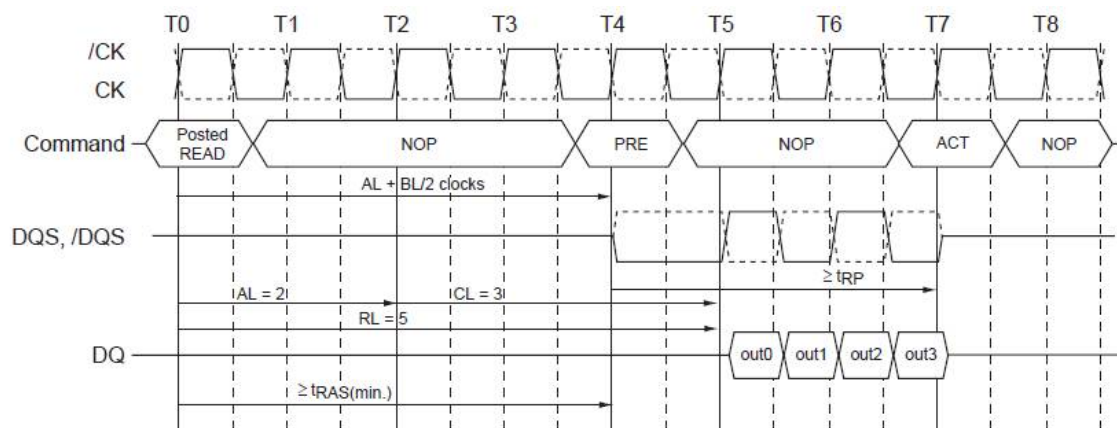 T0 T1 T2 T3 T4 T5 T6 T7 T8
/CK
CK
Command
Posted
READ
NOP
PRE
NOP
ACT
NOP
AL + BL/2 clocks
DQS, /DQS
≥ tRP
AL = 2
CL = 3
RL = 5
DQ
out0 out1 out2 out3
≥ tRAS(min.)